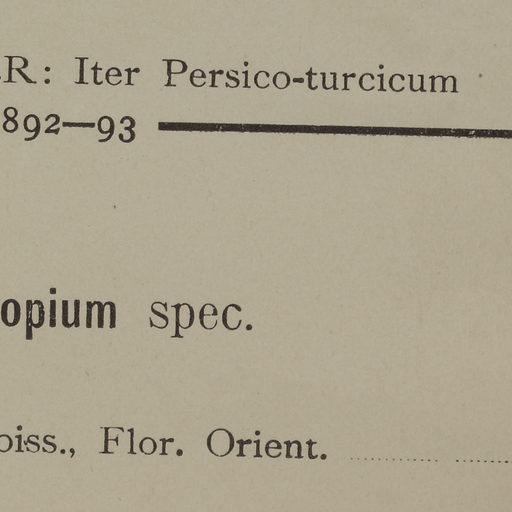 R: Iter Persico-turcicum
892—93
opium spec.
oiss., Flor. Orient.